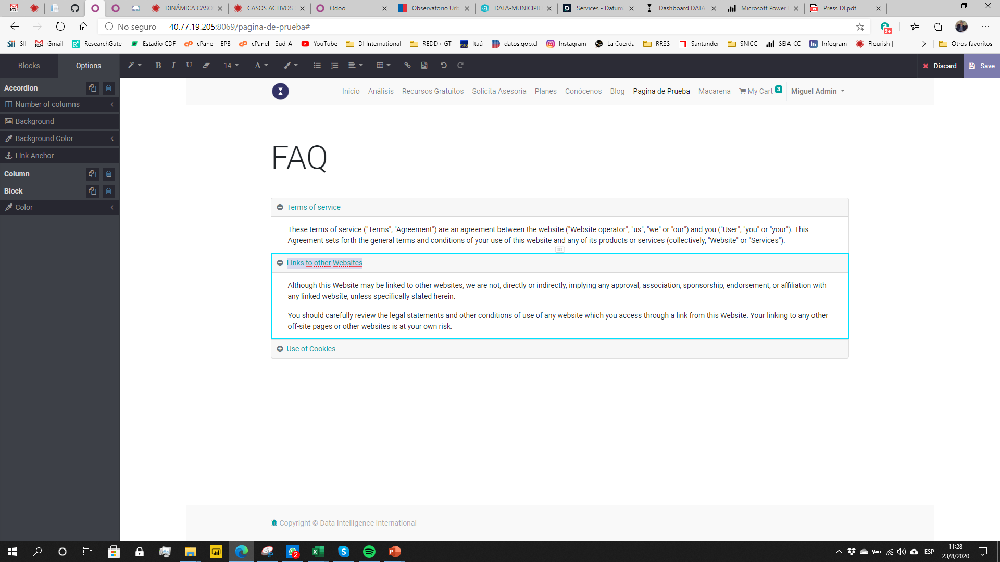 DINÁMICA CASO
CASOS ACTIVOS
Odoo
Observatorio Urb
DATA-MUNICIPIO
Services - Datum
Dashboard DATA
Microsoft Power
Press DI.pdf
No seguro 40.77.19.205:8069/pagina-de-prueba#
9+
SII
Gmail
ResearchGate
Estadio CDF
cPanel - EPB
cPanel - Sud-A
YouTube
DI International
REDD+ GT
Itaú
datos.gob.cl
Instagram
La Cuerda
RRSS
Santander
SNICC
SEIA-CC
Infogram
Flourish |
Otros favoritos
Blocks
Options
B I U
14
A
Discard
Save
Accordion
Number of columns
Background
Background Color
Link Anchor
Column
Block
Color
Inicio
Análisis
Recursos Gratuitos
Solicita Asesoría
Planes
Conócenos
Blog
Pagina de Prueba
Macarena
My Cart 3
Miguel Admin
FAQ
Terms of service
These terms of service ("Terms", "Agreement") are an agreement between the website ("Website operator", "us", "we" or "our") and you ("User", "you" or "your"). This
Agreement sets forth the general terms and conditions of your use of this website and any of its products or services (collectively, "Website" or "Services").
Links to other Websites
Although this Website may be linked to other websites, we are not, directly or indirectly, implying any approval, association, sponsorship, endorsement, or affiliation with
any linked website, unless specifically stated herein.
You should carefully review the legal statements and other conditions of use of any website which you access through a link from this Website. Your linking to any other
off-site pages or other websites is at your own risk.
Use of Cookies
Copyright © Data Intelligence International
2
ESP
11:28
23/8/2020